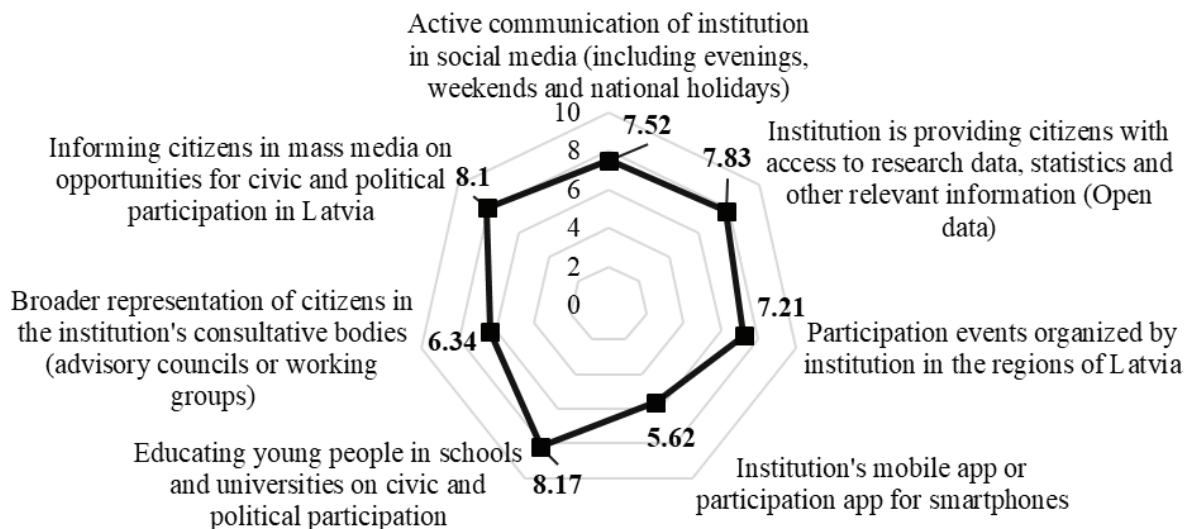 Active communication of institution
in social media (including evenings,
weekends and national holidays)
10
8
6
4
2
0
7.52
7.83
Institution is providing citizens with
access to research data, statistics and
other relevant information (Open
data)
7.21
Participation events organized by
institution in the regions of Latvia
5.62
Institution's mobile app or
participation app for smartphones
8.17
Educating young people in schools
and universities on civic and
political participation
6.34
Broader representation of citizens in
the institution's consultative bodies
(advisory councils or working
groups)
8.1
Informing citizens in mass media on
opportunities for civic and political
participation in Latvia